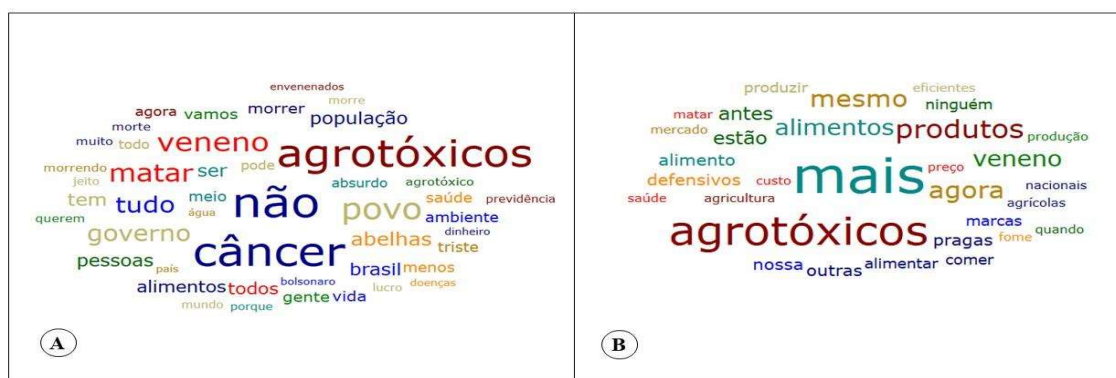 envenenados
agora vamos morrer morre
morte população
muito todo veneno agrotóxicos
morrendo matar ser pode
jeito absurdo agrotóxico
tem tudo meio não povo saúde previdência
querem água ambiente
governo câncer abelhas dinheiro
triste
pessoas país brasil menos
alimentos todos bolsonaro doenças
gente vida lucro
mundo porque
A
produzir mesmo eficientes
ninguém
matar antes
mercado estão alimentos produtos produção
alimento mais preço veneno
defensivos custo agora nacionais
saúde agricultura agrícolas
marcas
agrotóxicos pragas fome quando
nossa outras alimentar comer
B